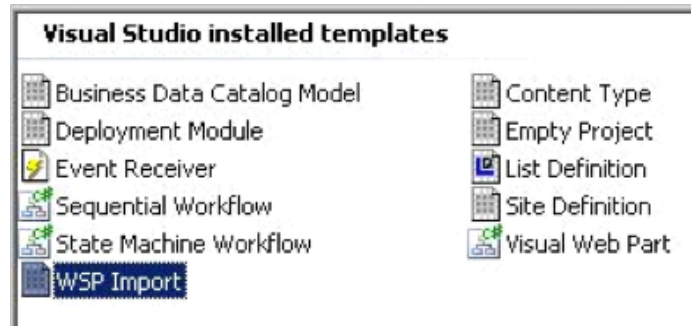 Visual Studio installed templates
Business Data Catalog Model
Deployment Module
Event Receiver
Sequential Workflow
State Machine Workflow
WSP Import
Content Type
Empty Project
List Definition
Site Definition
Visual Web Part